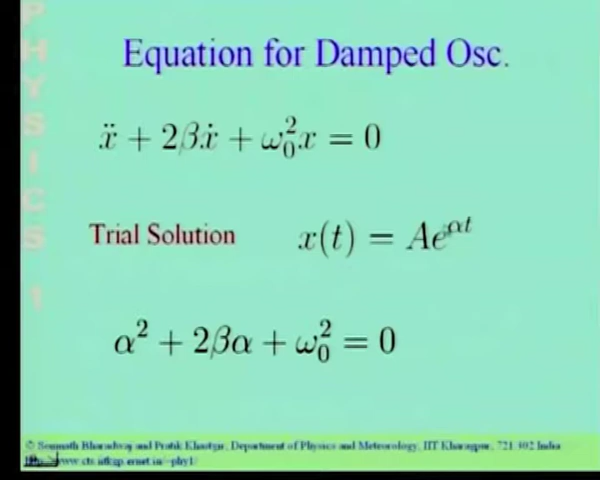 PHYSICS 1
Equation for Damped Osc.
ẍ + 2βẋ + ω₀²x = 0
Trial Solution x(t) = Ae^{αt}
α² + 2βα + ω₀² = 0
© Somnath Bharadwaj and Pratik Khastgir, Department of Physics and Meteorology, IIT Kharagpur, 721 302 India